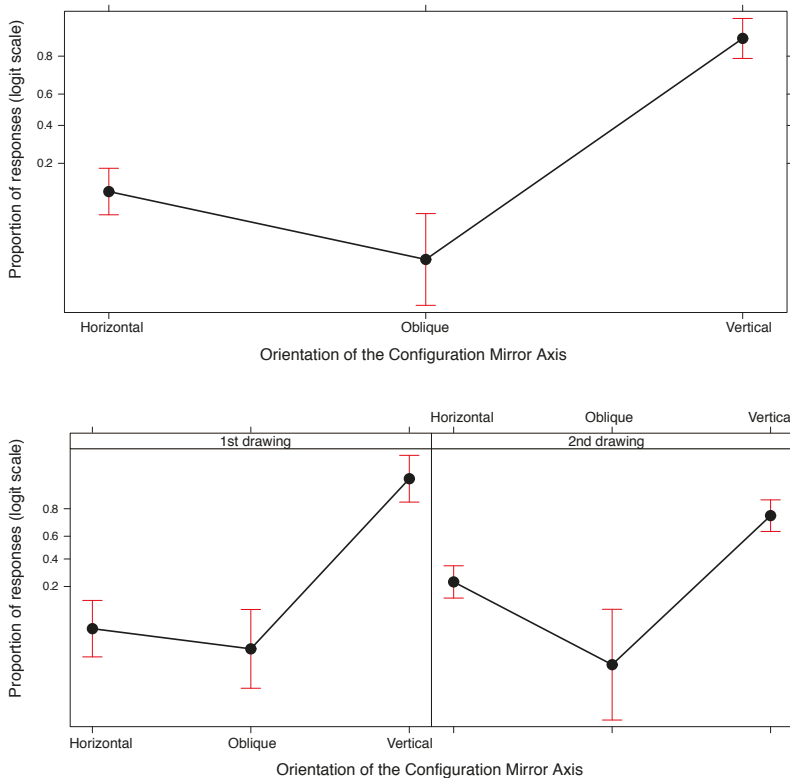 Proportion of responses (logit scale)
0.8
0.6
0.4
0.2
Horizontal Oblique Vertical
Orientation of the Configuration Mirror Axis
Horizontal Oblique Vertical
1st drawing 2nd drawing
Proportion of responses (logit scale)
0.8
0.6
0.4
0.2
Horizontal Oblique Vertical
Orientation of the Configuration Mirror Axis